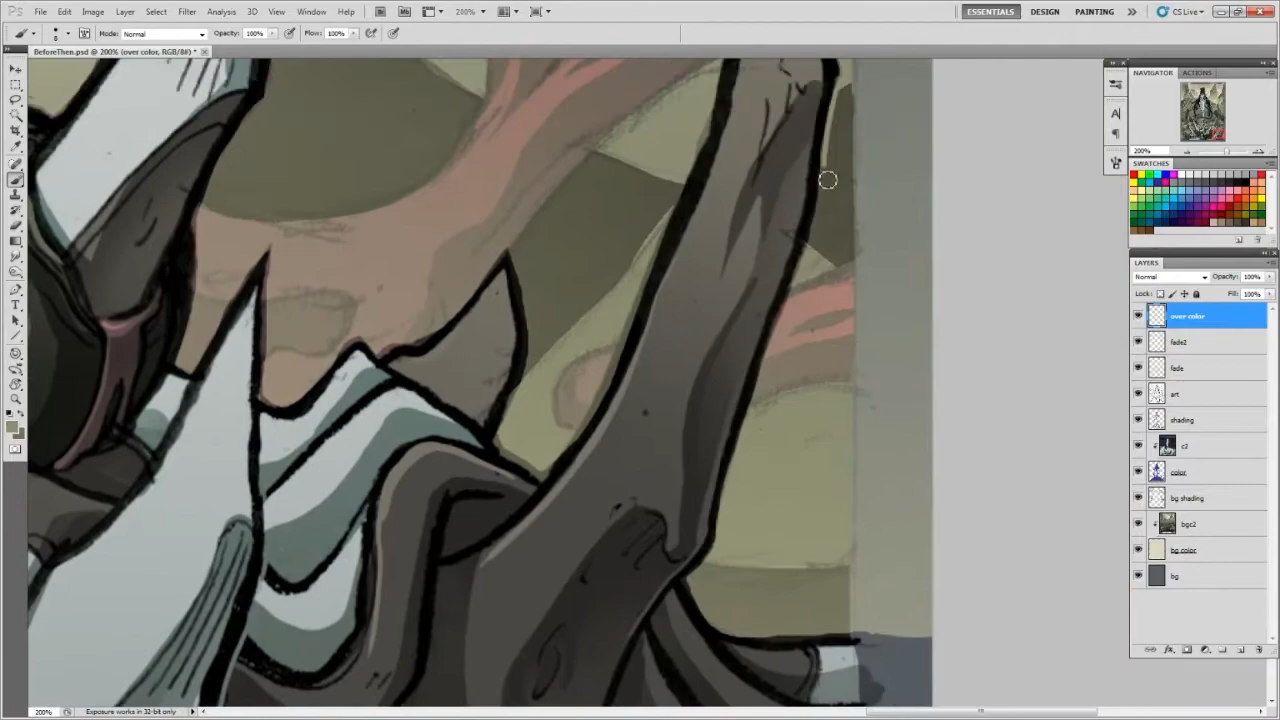 Ps File Edit Image Layer Select Filter Analysis 3D View Window Help Br Mb 200% ESSENTIALS DESIGN PAINTING CS Live
8 Mode: Normal Opacity: 100% Flow: 100%
BeforeThen.psd @ 200% (over color, RGB/8#) *
NAVIGATOR ACTIONS
200%
SWATCHES
LAYERS
Normal Opacity: 100%
Lock: Fill: 100%
over color
fade2
fade
art
shading
c2
color
bg shading
bgc2
bg color
bg
200% Exposure works in 32-bit only